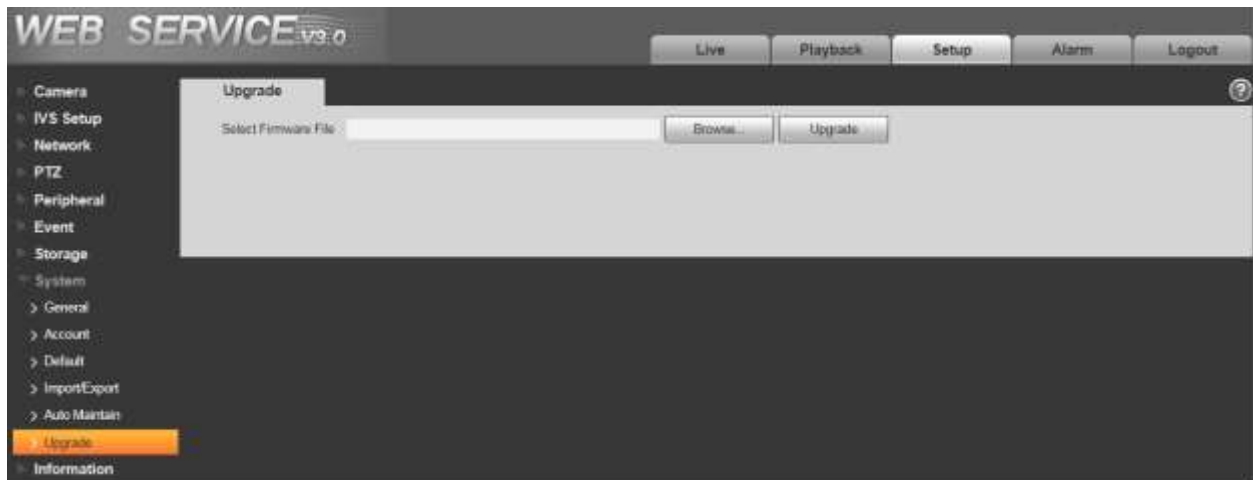 WEB SERVICE V3.0
Live Playback Setup Alarm Logout
Camera
Upgrade
?
IVS Setup
Select Firmware File Browse... Upgrade
Network
PTZ
Peripheral
Event
Storage
System
General
Account
Default
Import/Export
Auto Maintain
Upgrade
Information